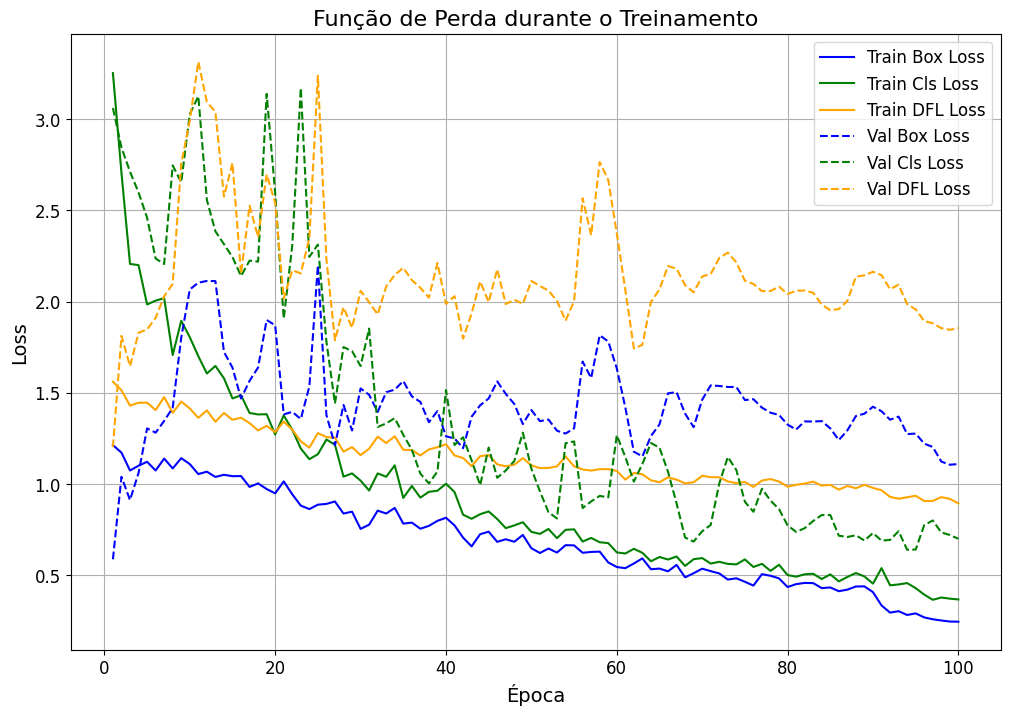 Função de Perda durante o Treinamento
Train Box Loss
Train Cls Loss
Train DFL Loss
Val Box Loss
Val Cls Loss
Val DFL Loss
3.0
2.5
2.0
1.5
1.0
0.5
Loss
0 20 40 60 80 100
Época